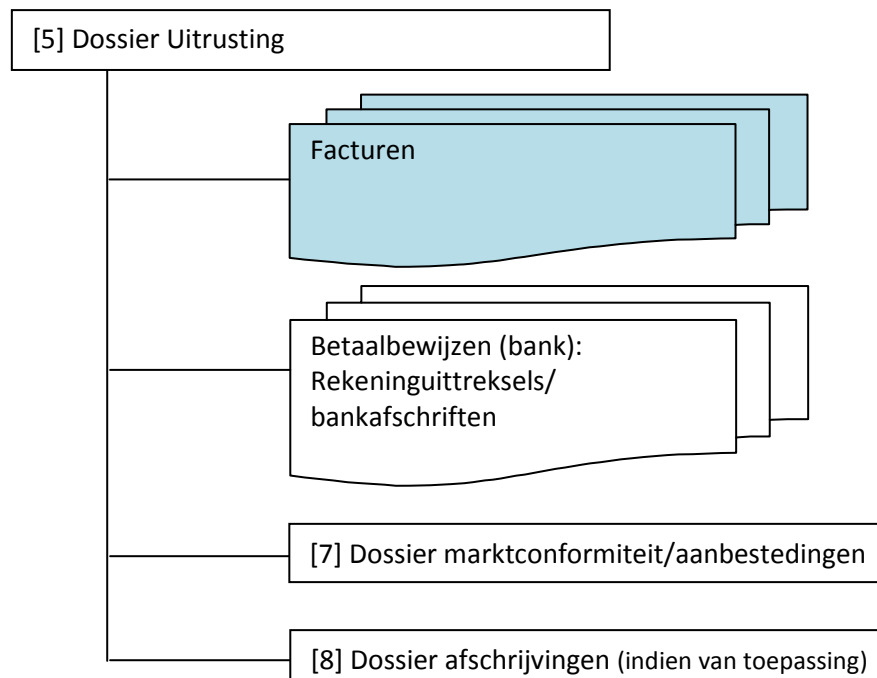 [5] Dossier Uitrusting
Facturen
Betaalbewijzen (bank):
Rekeninguittreksels/
bankafschriften
[7] Dossier marktconformiteit/aanbestedingen
[8] Dossier afschrijvingen (indien van toepassing)